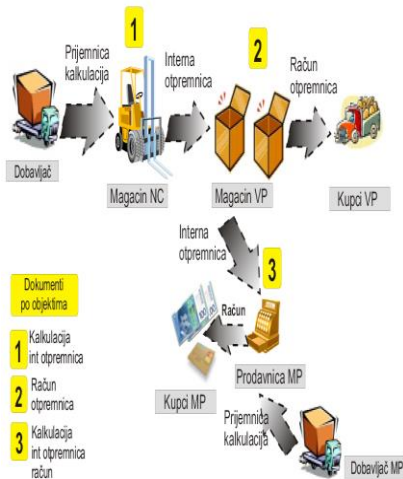 1
Prijemnica
kalkulacija
Interna
otpremnica
2
Račun
otpremnica
Dobavljač
Magacin NC
Magacin VP
Kupci VP
Interna
otpremnica
3
Dokumenti
po objektima
1 Kalkulacija
int otpremnica
2 Račun
otpremnica
3 Kalkulacija
int otpremnica
račun
100
Račun
Kupci MP
Prodavnica MP
Prijemnica
kalkulacija
Dobavljač MP